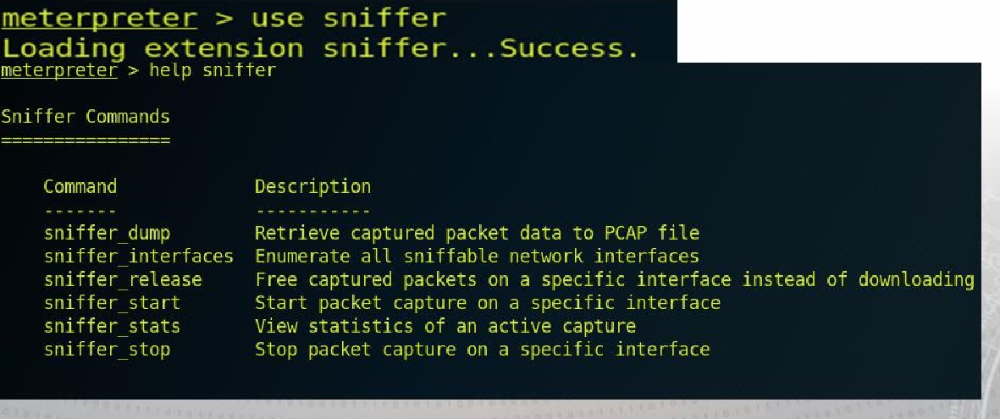 meterpreter > use sniffer
Loading extension sniffer...Success.
meterpreter > help sniffer
Sniffer Commands
================
Command Description
------- -----------
sniffer_dump Retrieve captured packet data to PCAP file
sniffer_interfaces Enumerate all sniffable network interfaces
sniffer_release Free captured packets on a specific interface instead of downloading
sniffer_start Start packet capture on a specific interface
sniffer_stats View statistics of an active capture
sniffer_stop Stop packet capture on a specific interface